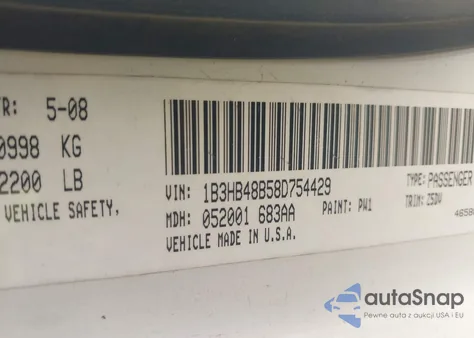 TR: 5-08
0998 KG
2200 LB
VEHICLE SAFETY,
VIN: 1B3HB48B58D754429
TYPE: PASSENGER
MDH: 052001 683AA PAINT: PW1 TRIM: Z5DV
VEHICLE MADE IN U.S.A.
autaSnap
Pewne auta z aukcji USA i EU